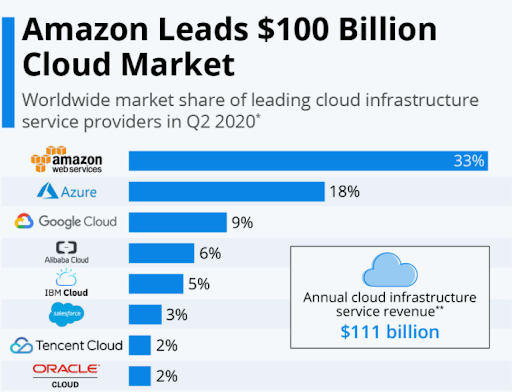 Amazon Leads $100 Billion
Cloud Market
Worldwide market share of leading cloud infrastructure
service providers in Q2 2020*
amazon
webservices
33%
Azure
18%
Google Cloud
9%
Alibaba Cloud
6%
IBM Cloud
5%
salesforce
3%
Tencent Cloud
2%
ORACLE
CLOUD
2%
Annual cloud infrastructure
service revenue**
$111 billion